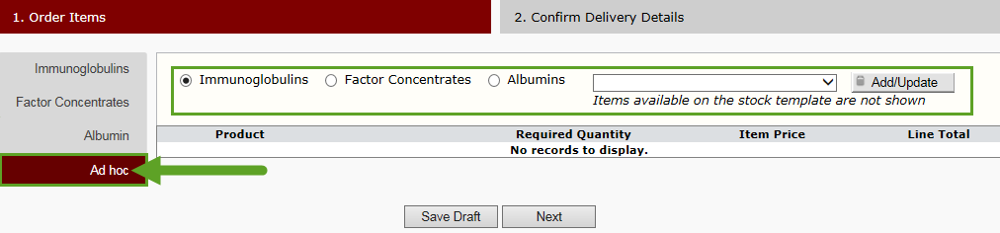 1. Order Items
2. Confirm Delivery Details
Immunoglobulins
Factor Concentrates
Albumin
Ad hoc
Immunoglobulins Factor Concentrates Albumins Add/Update
Items available on the stock template are not shown
Product Required Quantity Item Price Line Total
No records to display.
Save Draft Next